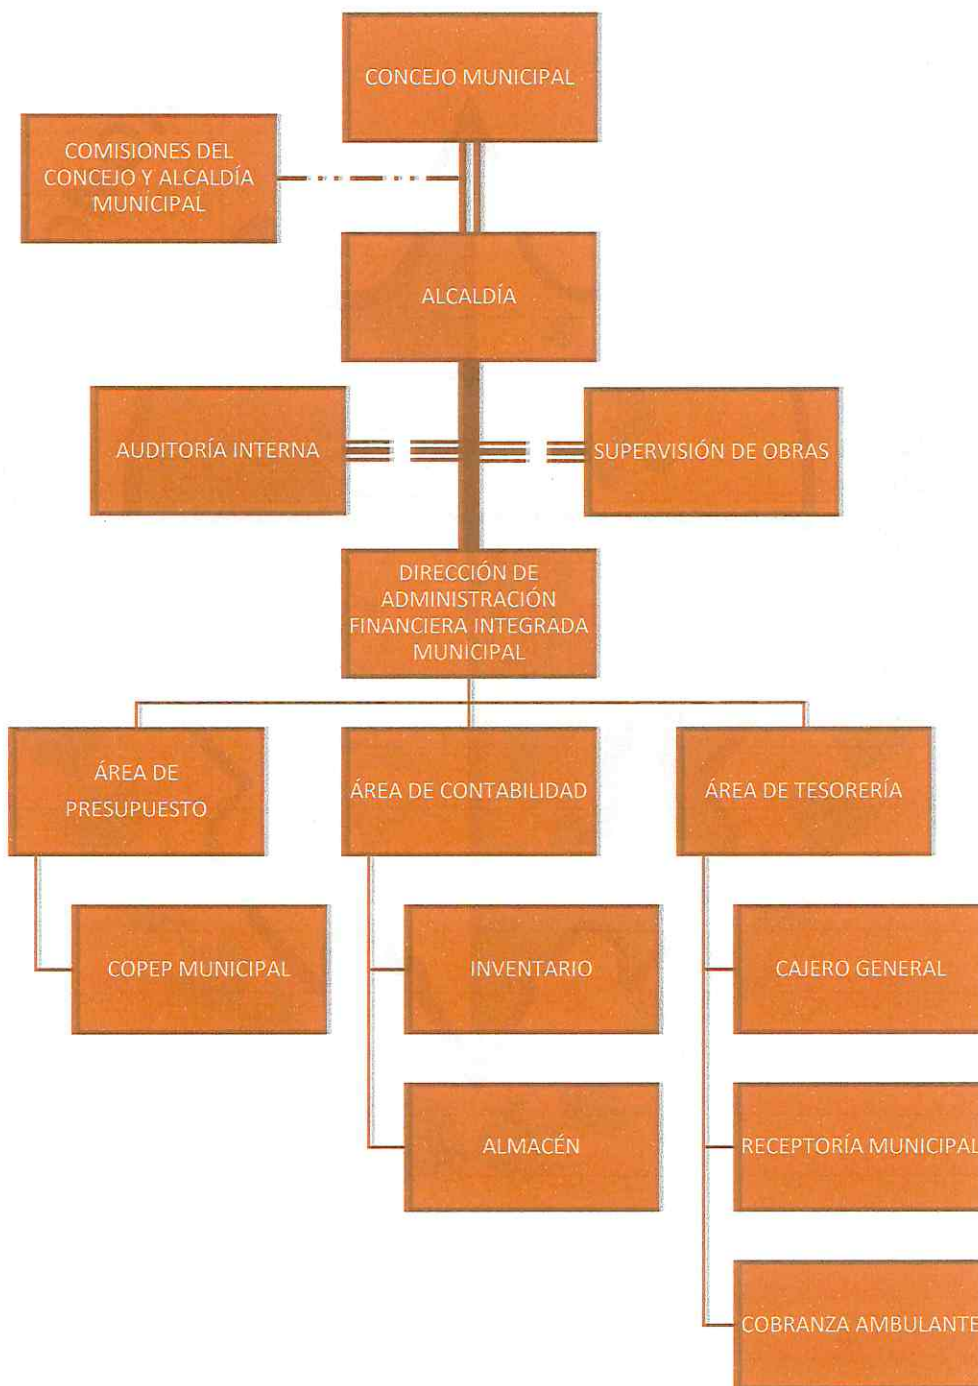 CONCEJO MUNICIPAL
COMISIONES DEL
CONCEJO Y ALCALDÍA
MUNICIPAL
ALCALDÍA
AUDITORÍA INTERNA
SUPERVISIÓN DE OBRAS
DIRECCIÓN DE
ADMINISTRACIÓN
FINANCIERA INTEGRADA
MUNICIPAL
ÁREA DE
PRESUPUESTO
ÁREA DE CONTABILIDAD
ÁREA DE TESORERÍA
COPEP MUNICIPAL
INVENTARIO
CAJERO GENERAL
ALMACÉN
RECEPTORÍA MUNICIPAL
COBRANZA AMBULANTE